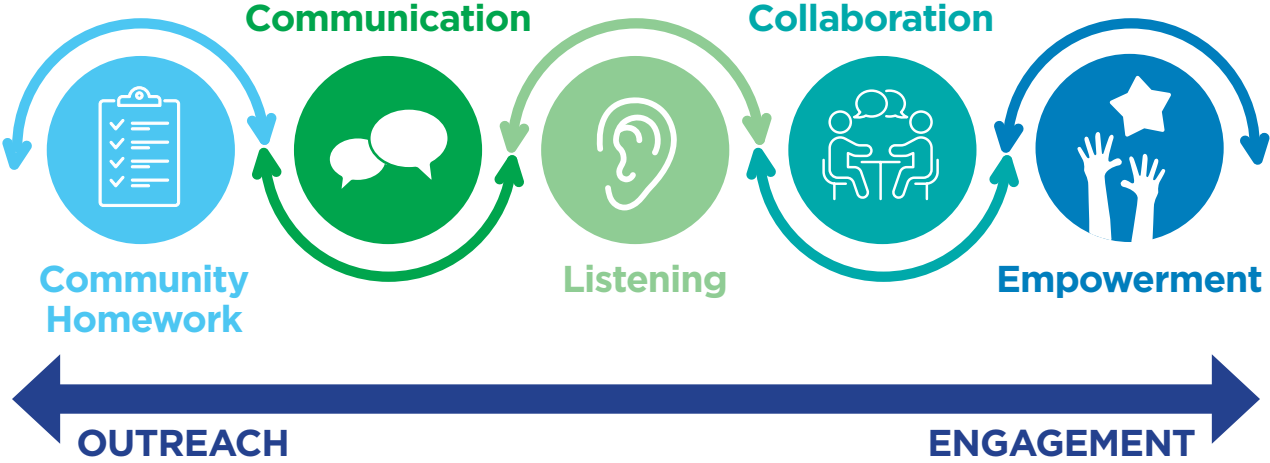 Communication
Collaboration
Community
Homework
Listening
Empowerment
OUTREACH
ENGAGEMENT